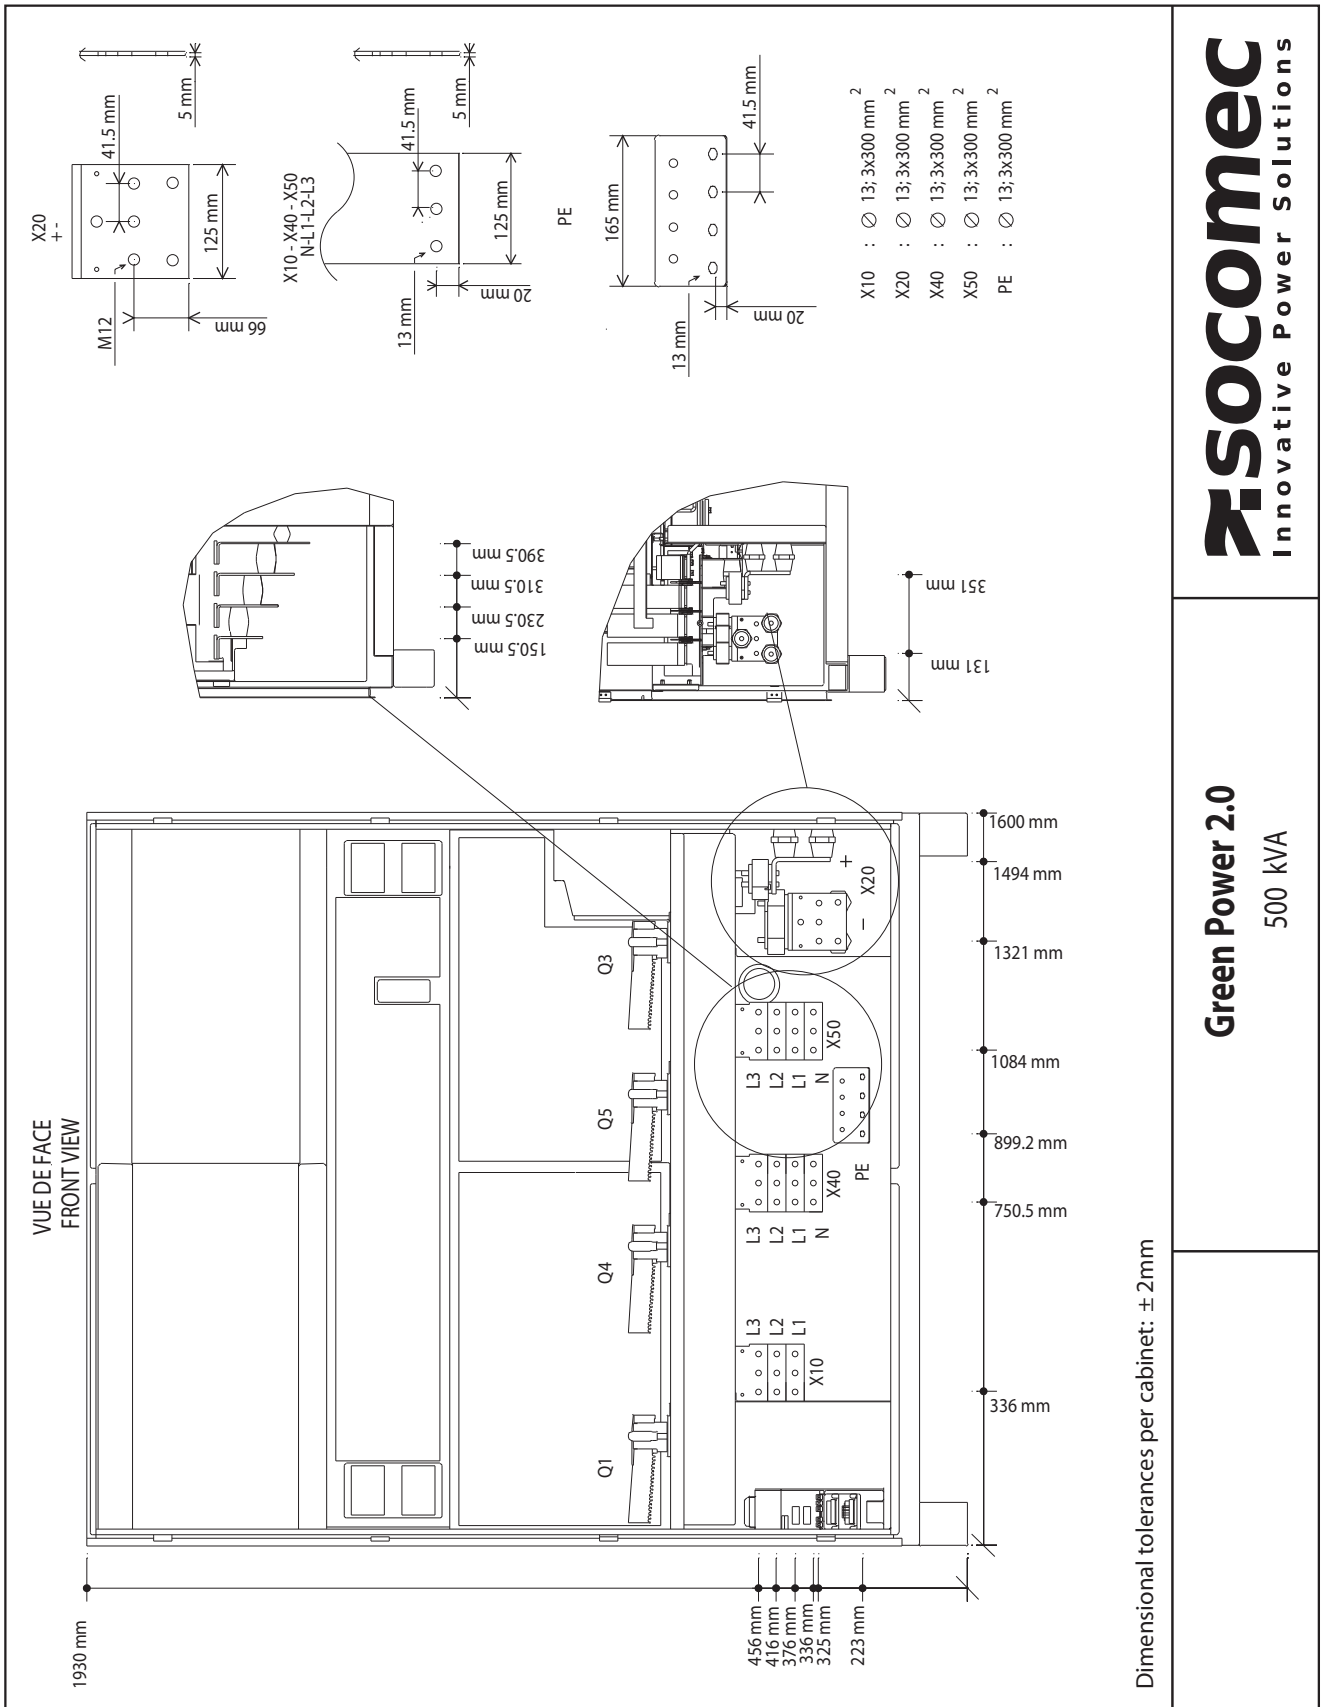 VUE DE FACE
FRONT VIEW
1930 mm
456 mm
416 mm
376 mm
336 mm
325 mm
223 mm
Q1
Q4
Q5
Q3
L3
L2
L1
X10
L3
L2
L1
N
X40
PE
L3
L2
L1
N
X50
-
+
X20
336 mm
750.5 mm
899.2 mm
1084 mm
1321 mm
1494 mm
1600 mm
150.5 mm
230.5 mm
310.5 mm
390.5 mm
131 mm
351 mm
X20
+ -
M12
66 mm
125 mm
41.5 mm
5 mm
X10 - X40 - X50
N-L1-L2-L3
13 mm
20 mm
125 mm
41.5 mm
5 mm
PE
165 mm
13 mm
20 mm
41.5 mm
X10 : ∅ 13; 3x300 mm²
X20 : ∅ 13; 3x300 mm²
X40 : ∅ 13; 3x300 mm²
X50 : ∅ 13; 3x300 mm²
PE : ∅ 13; 3x300 mm²
Dimensional tolerances per cabinet: ± 2mm
Green Power 2.0
500 kVA
socomec
Innovative Power Solutions